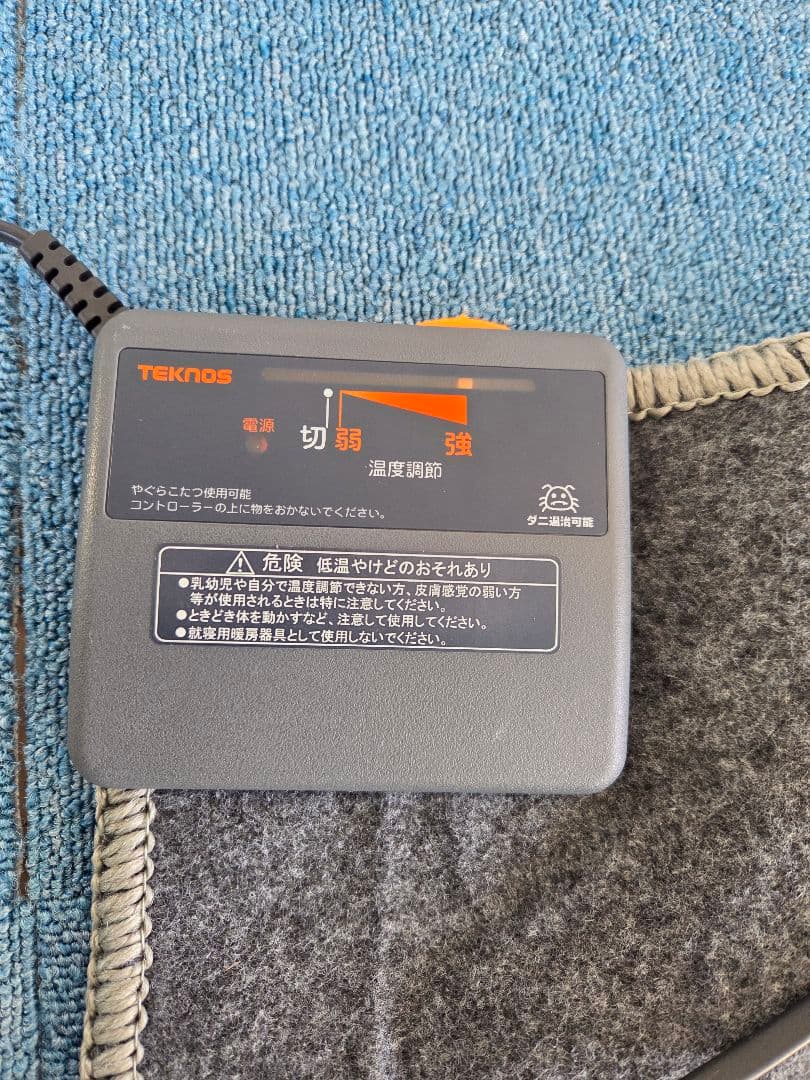 TEKNOS
電源
切 弱 強
温度調節
やぐらこたつ使用可能
コントローラーの上に物をおかないでください。
ダニ退治可能
危険 低温やけどのおそれあり
●乳幼児や自分で温度調節できない方、皮膚感覚の弱い方
等が使用されるときは特に注意してください。
●ときどき体を動かすなど、注意して使用してください。
●就寝用暖房器具として使用しないでください。